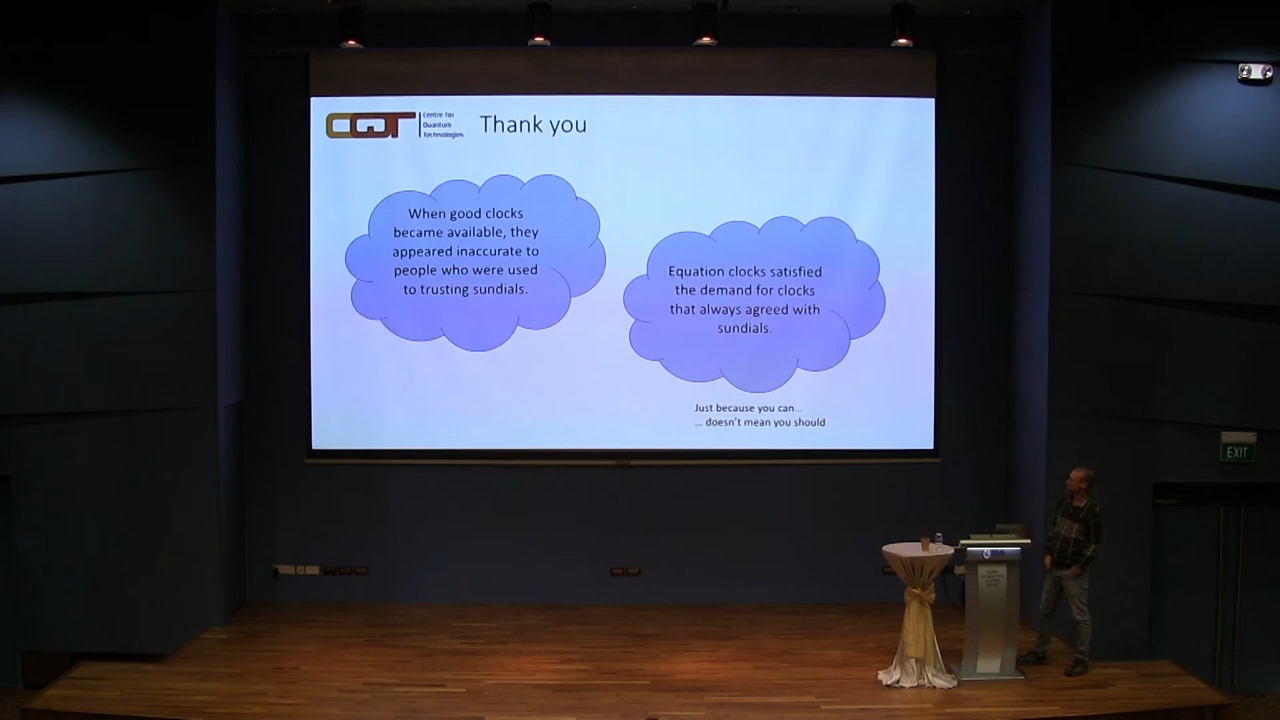 CQT
Centre for
Quantum
Technologies
Thank you
When good clocks
became available, they
appeared inaccurate to
people who were used
to trusting sundials.
Equation clocks satisfied
the demand for clocks
that always agreed with
sundials.
Just because you can...
... doesn't mean you should
EXIT